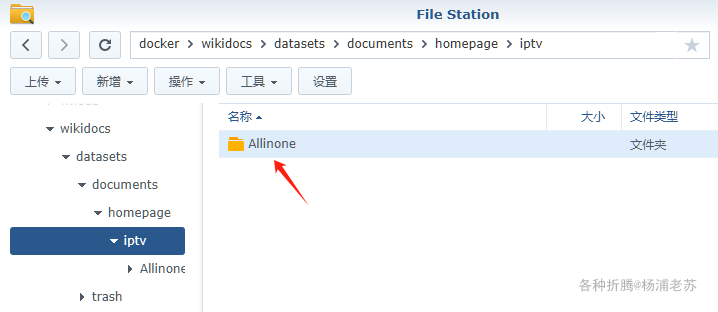 File Station
docker > wikidocs > datasets > documents > homepage > iptv
上传 新增 操作 工具 设置
名称 大小 文件类型
wikidocs
datasets
documents
homepage
iptv
Allinone
trash
Allinone 文件夹
各种折腾@杨浦老苏